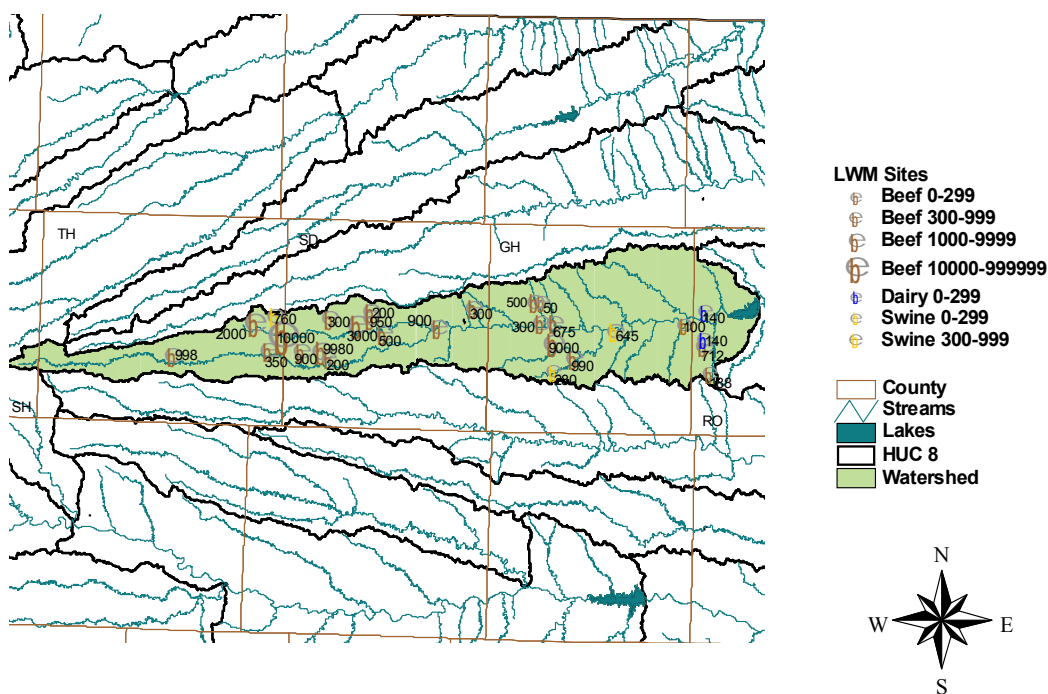 TH
SD
GH
SH
RO
2000
760
10000
998
350
900
9980
200
300
200
950
3000
500
900
300
500
50
300
675
9000
990
645
100
140
140
712
LWM Sites
Beef 0-299
Beef 300-999
Beef 1000-9999
Beef 10000-999999
Dairy 0-299
Swine 0-299
Swine 300-999
County
Streams
Lakes
HUC 8
Watershed
N
W
E
S